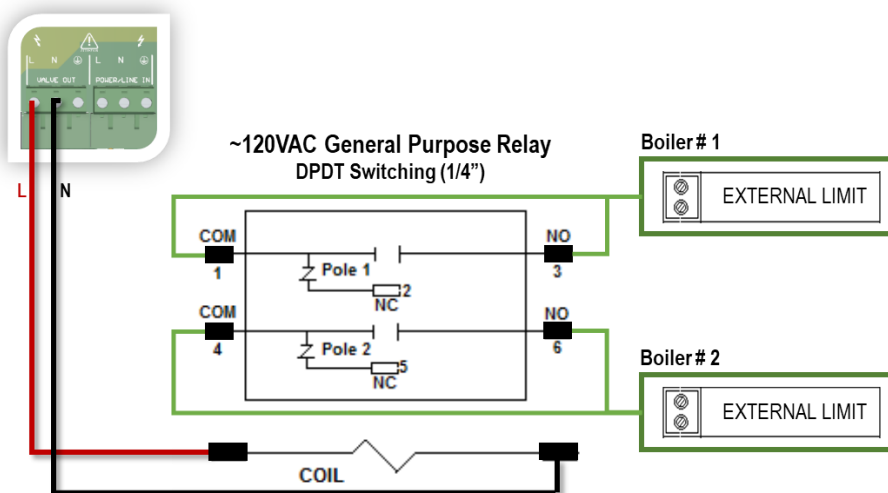 L N L N
VALVE OUT POWER/LINE IN
L N
~120VAC General Purpose Relay
DPDT Switching (1/4”)
Boiler # 1
EXTERNAL LIMIT
COM
1
Pole 1
2
NC
NO
3
COM
4
Pole 2
5
NC
NO
6
Boiler # 2
EXTERNAL LIMIT
COIL